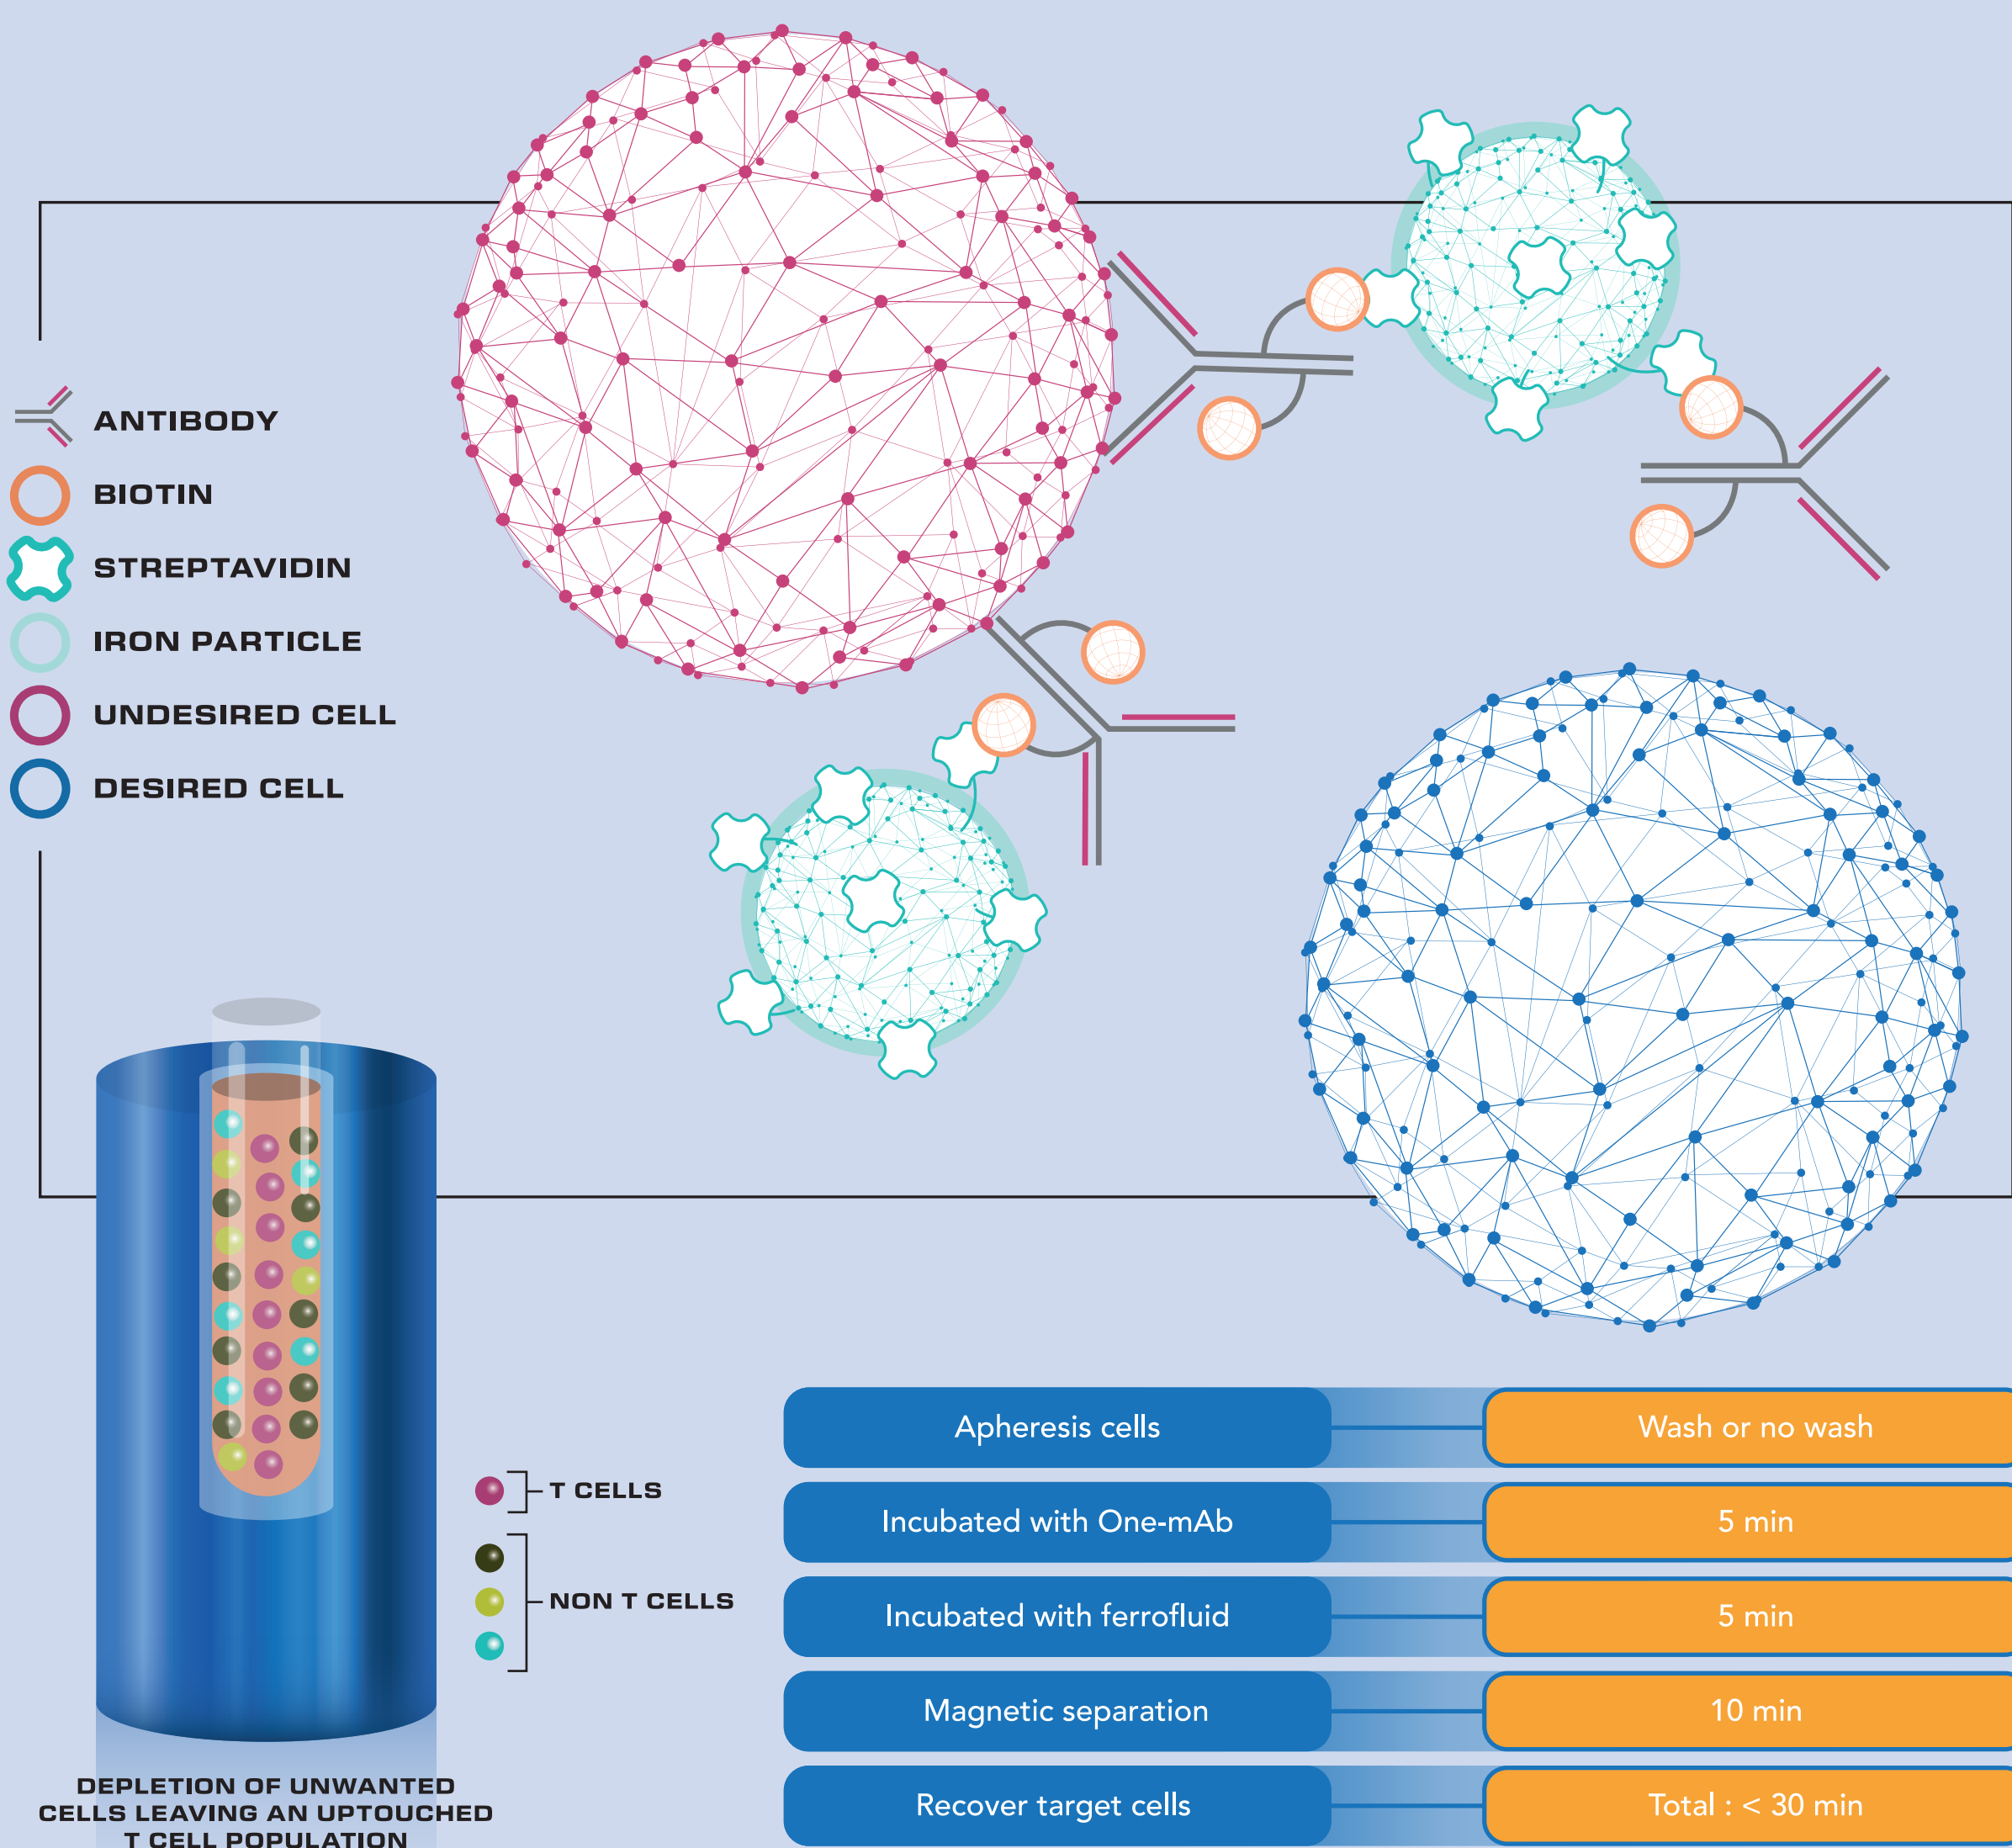 ANTIBODY
BIOTIN
STREPTAVIDIN
IRON PARTICLE
UNDESIRED CELL
DESIRED CELL
T CELLS
NON T CELLS
DEPLETION OF UNWANTED
CELLS LEAVING AN UPTOUCHED
T CELL POPULATION
Apheresis cells
Wash or no wash
Incubated with One-mAb
5 min
Incubated with ferrofluid
5 min
Magnetic separation
10 min
Recover target cells
Total : < 30 min